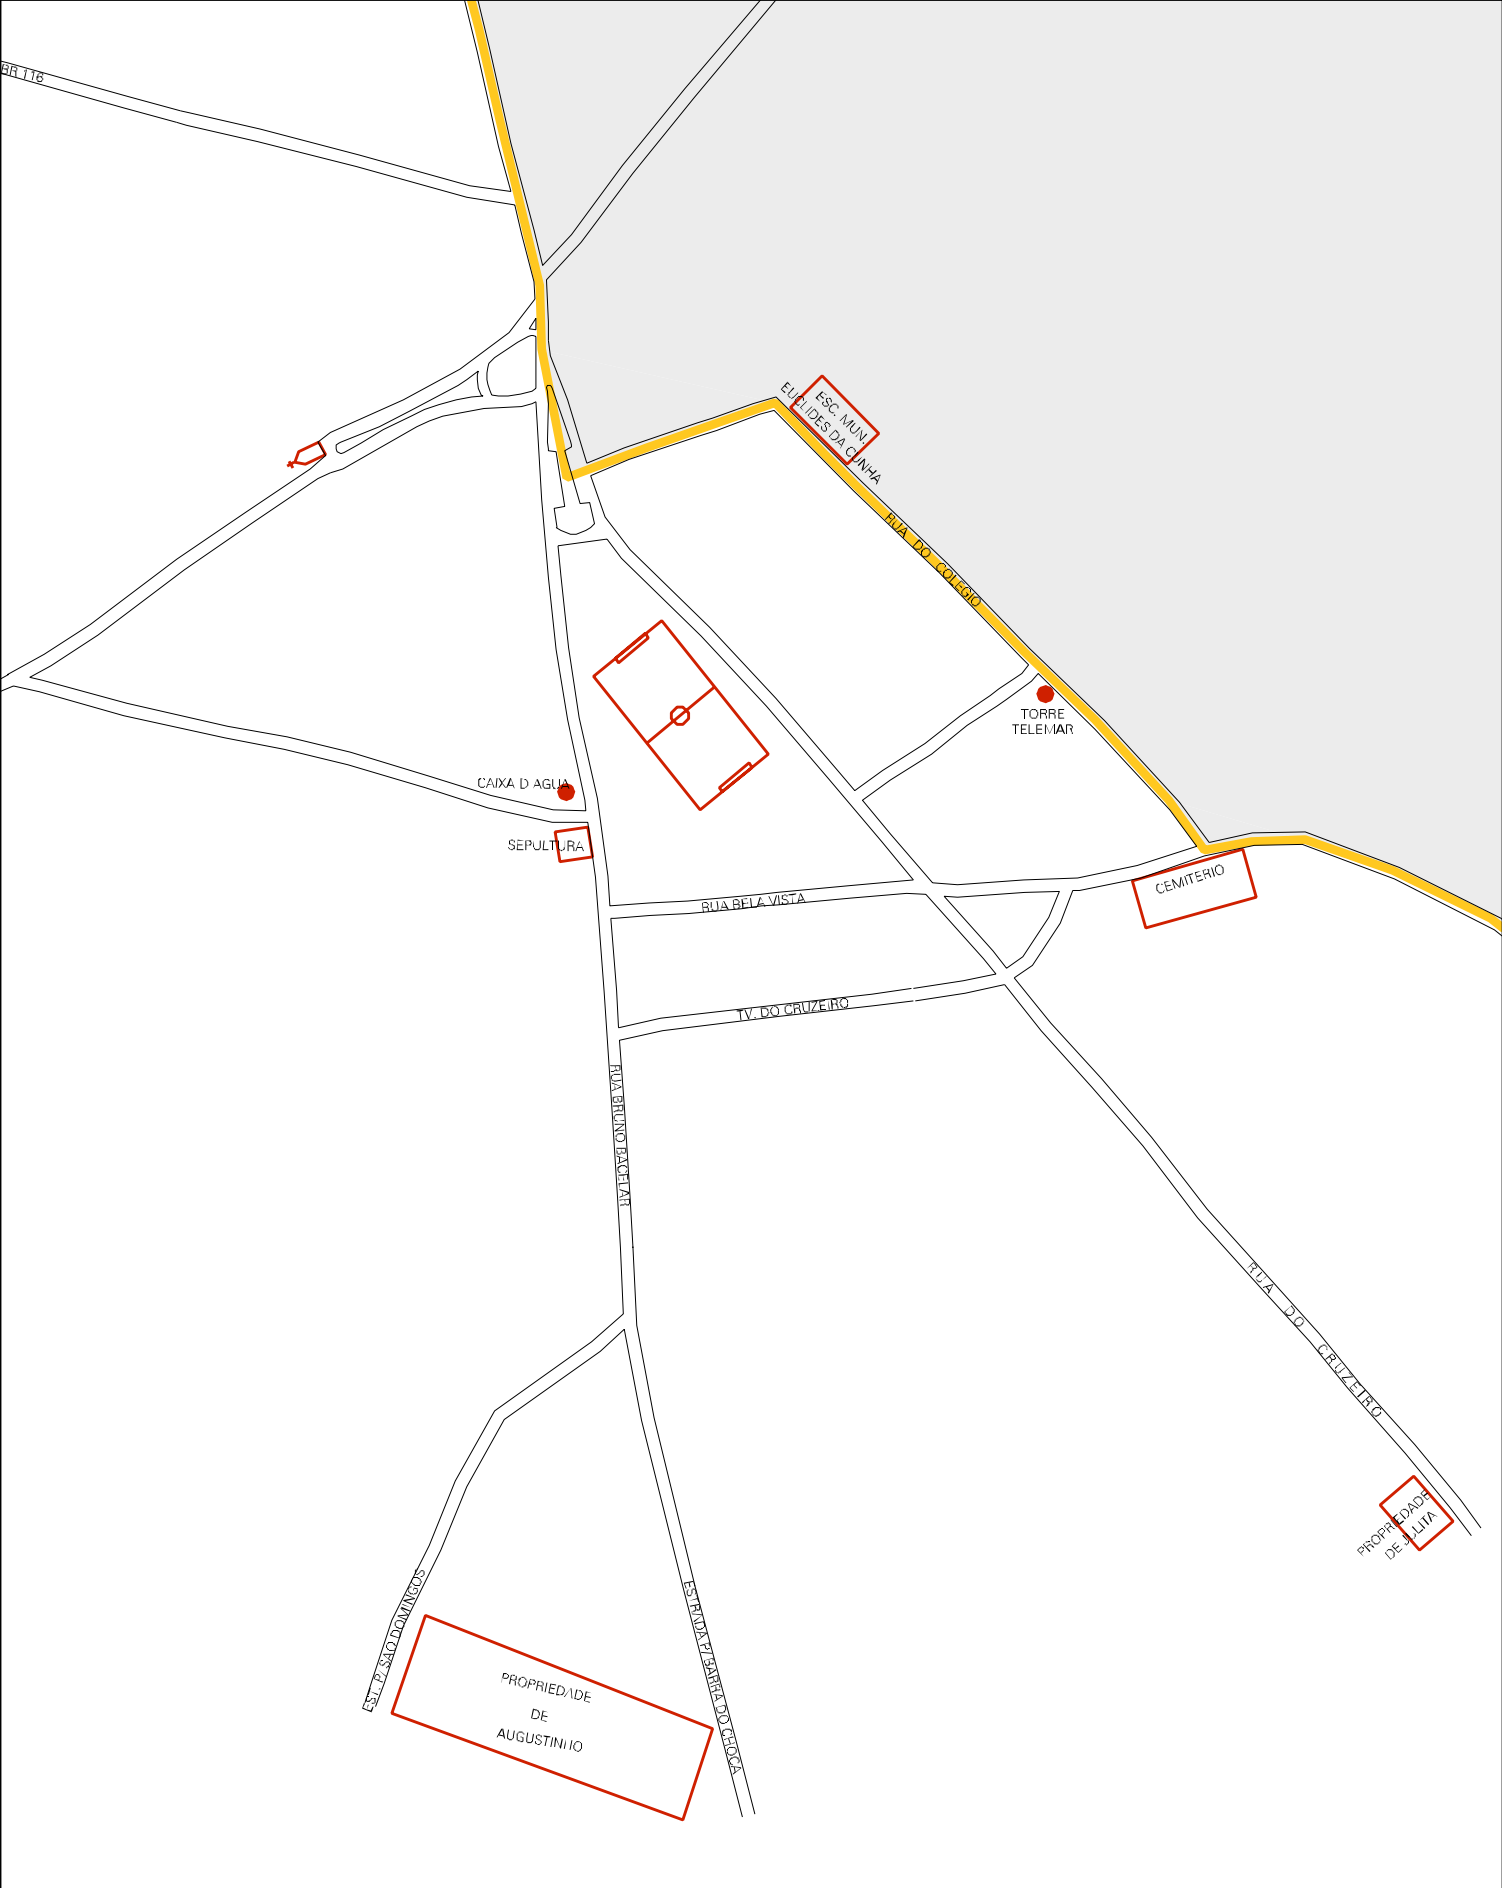 BR 116
ESC. MUN.
EUCLIDES DA CUNHA
RUA DO COLEGIO
TORRE
TELEMAR
CAIXA D AGUA
SEPULTURA
CEMITERIO
RUA BELA VISTA
TV. DO CRUZEIRO
RUA BRUNO BACELAR
RUA DO CRUZEIRO
PROPRIEDADE
DE JULITA
EST. P/ SAO DOMINGOS
ESTRADA P/ BARRA DO CHOCA
PROPRIEDADE
DE
AUGUSTINHO